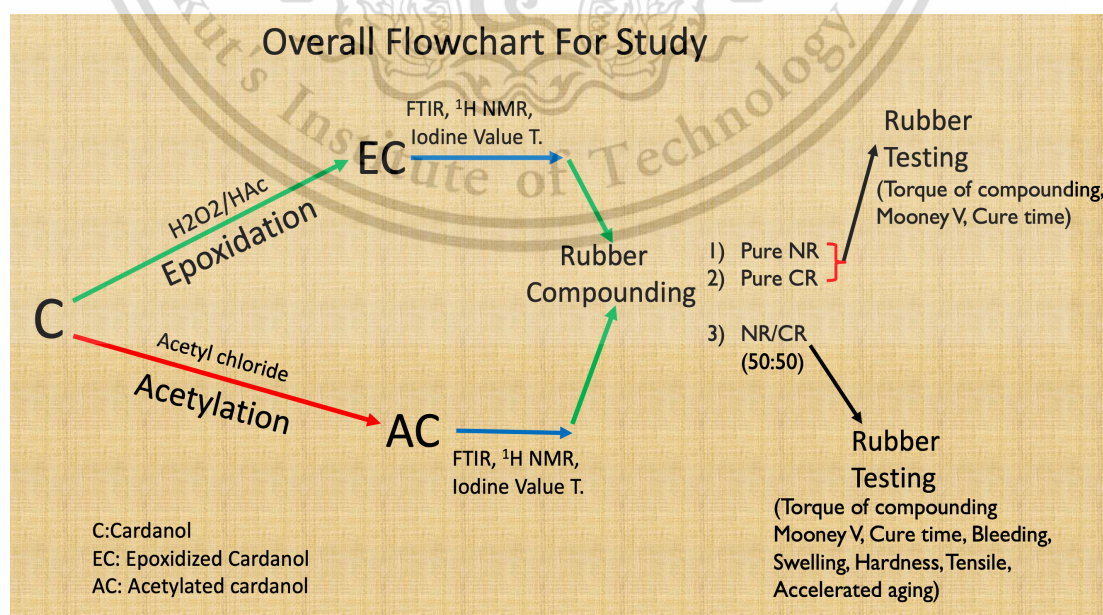 Overall Flowchart For Study
kut's Institute of Technology
FTIR, ¹H NMR,
Iodine Value T.
EC
H2O2/HAc
Epoxidation
C
Acetyl chloride
Acetylation
AC
FTIR, ¹H NMR,
Iodine Value T.
Rubber
Compounding
1) Pure NR
2) Pure CR
3) NR/CR
(50:50)
Rubber
Testing
(Torque of compounding,
Mooney V, Cure time)
Rubber
Testing
(Torque of compounding
Mooney V, Cure time, Bleeding,
Swelling, Hardness, Tensile,
Accelerated aging)
C:Cardanol
EC: Epoxidized Cardanol
AC: Acetylated cardanol